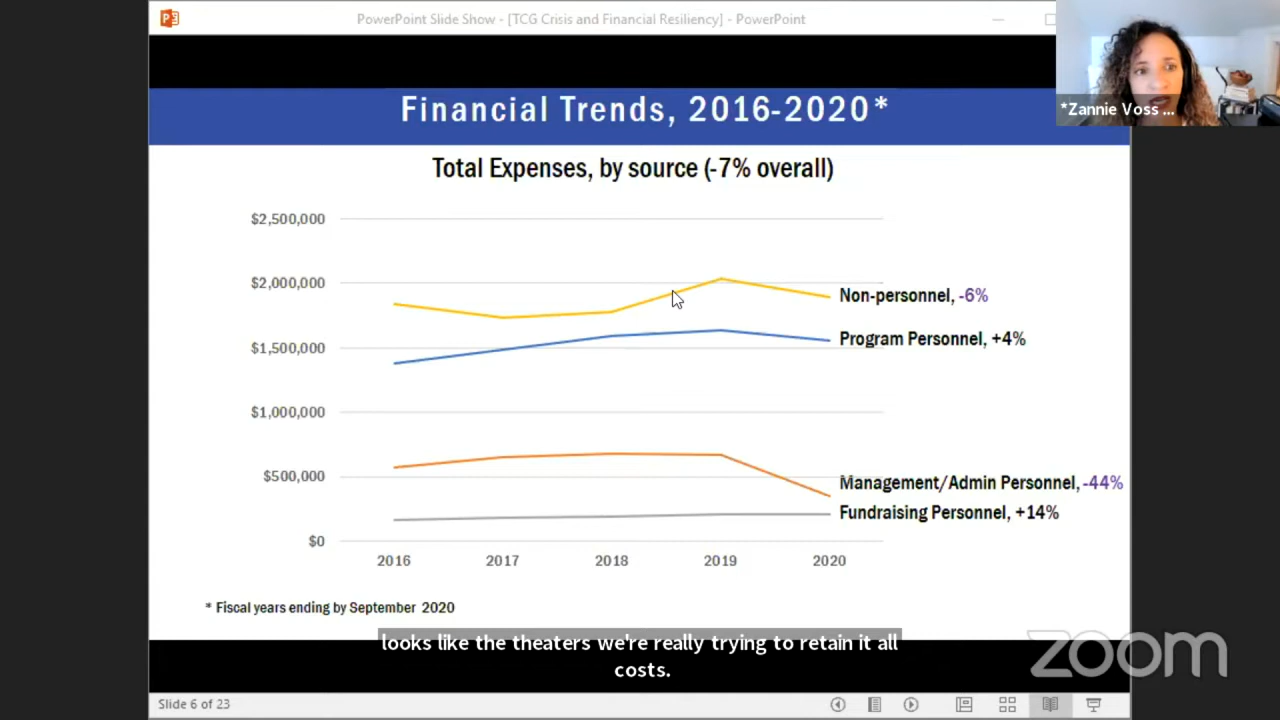 PowerPoint Slide Show - [TCG Crisis and Financial Resiliency] - PowerPoint
*Zannie Voss ...
Financial Trends, 2016-2020*
Total Expenses, by source (-7% overall)
$2,500,000
$2,000,000
$1,500,000
$1,000,000
$500,000
$0
Non-personnel, -6%
Program Personnel, +4%
Management/Admin Personnel, -44%
Fundraising Personnel, +14%
2016 2017 2018 2019 2020
* Fiscal years ending by September 2020
looks like the theaters we're really trying to retain it all
costs.
zoom
Slide 6 of 23